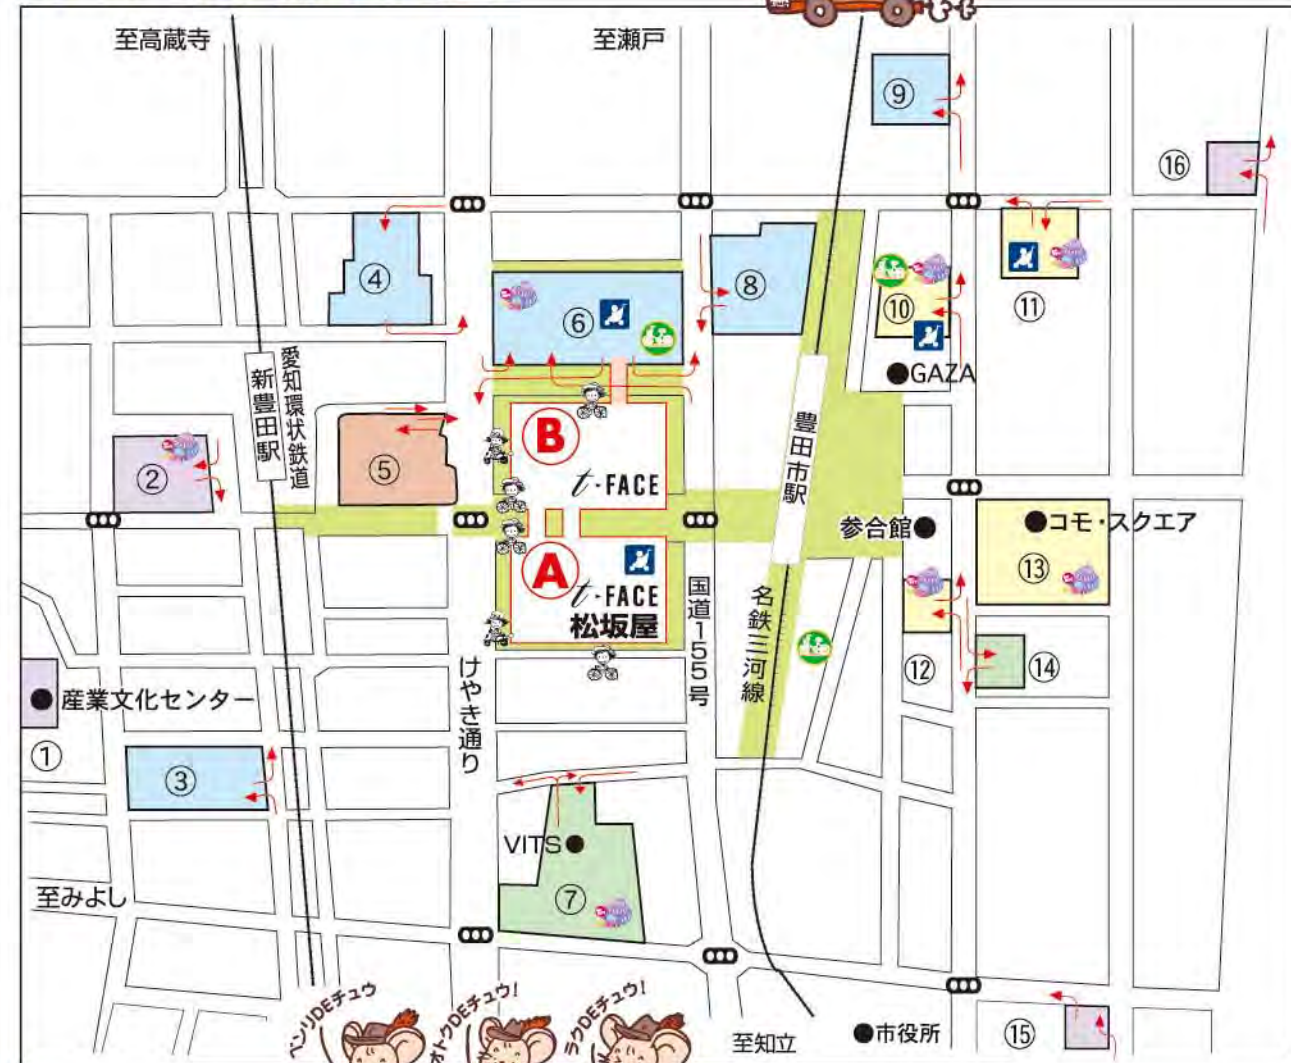 至高蔵寺
至瀬戸
⑨
⑯
④
⑥
⑧
⑩
⑪
GAZA
愛知環状鉄道
新豊田駅
豊田市駅
②
⑤
B
t-FACE
参合館
コモ・スクエア
⑬
A
t-FACE
松坂屋
国道155号
名鉄三河線
⑫
⑭
けやき通り
産業文化センター
①
③
VITS
⑦
至みよし
ベンリDEチュウ
オトクDEチュウ!
ラクDEチュウ!
至知立
市役所
⑮